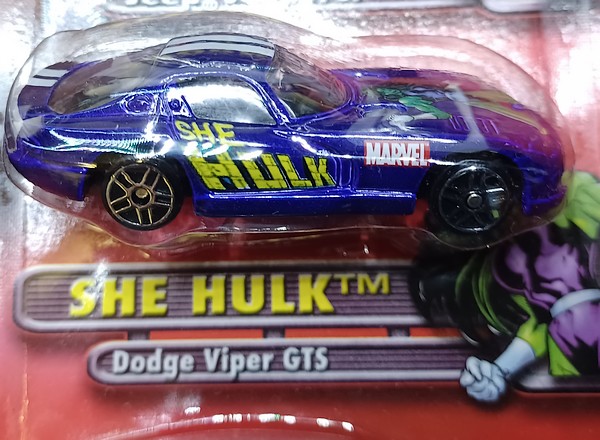 SHE
HULK
MARVEL
SHE HULK™
Dodge Viper GTS